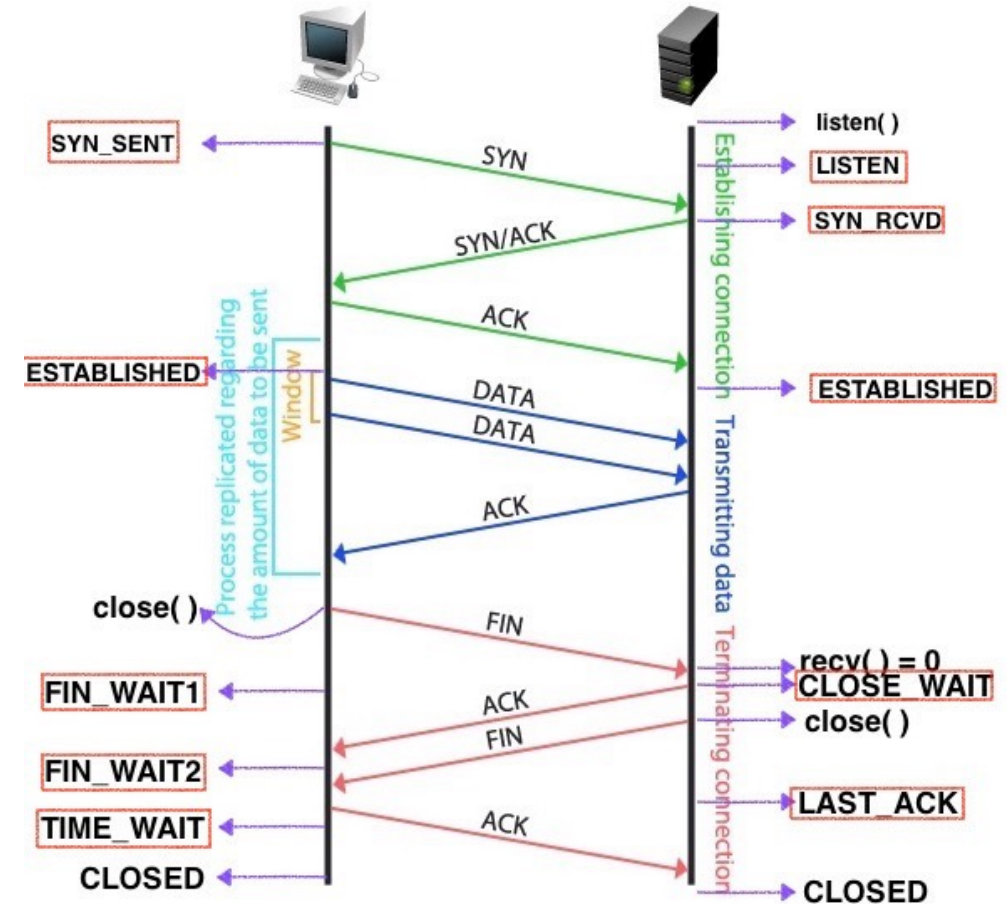 listen( )
SYN_SENT
SYN
LISTEN
SYN_RCVD
SYN/ACK
Establishing connection
ACK
Process replicated regarding
the amount of data to be sent
Window
ESTABLISHED
ESTABLISHED
DATA
DATA
Transmitting data
ACK
close( )
FIN
Terminating connection
recv( ) = 0
CLOSE_WAIT
FIN_WAIT1
ACK
close( )
FIN
FIN_WAIT2
LAST_ACK
TIME_WAIT
ACK
CLOSED
CLOSED